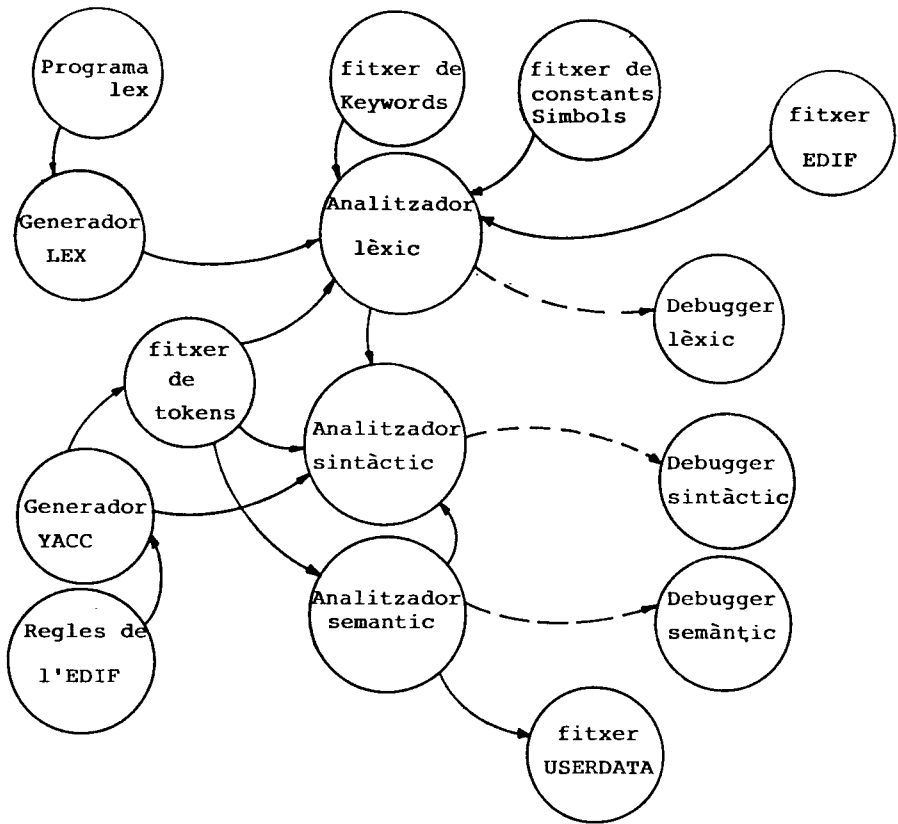 Programa
lex
fitxer de
Keywords
fitxer de
constants
Simbols
fitxer
EDIF
Generador
LEX
Analitzador
lèxic
Debugger
lèxic
fitxer
de
tokens
Analitzador
sintàctic
Debugger
sintàctic
Generador
YACC
Analitzador
semantic
Debugger
semàntic
Regles de
l'EDIF
fitxer
USERDATA